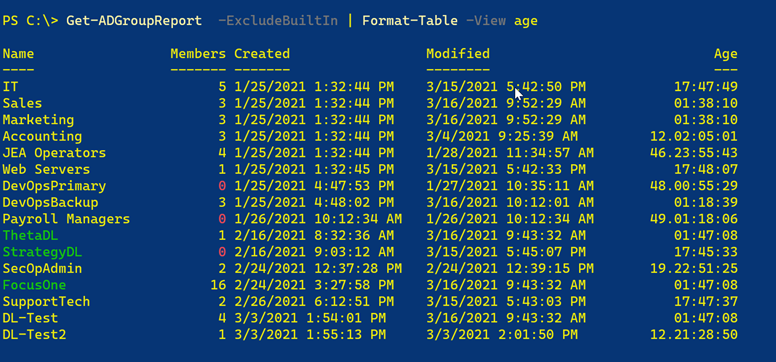 PS C:\> Get-ADGroupReport  -ExcludeBuiltIn | Format-Table -View age
Name                Members Created               Modified                           Age
----                ------- -------               --------                           ---
IT                        5 1/25/2021 1:32:44 PM  3/15/2021 5:42:50 PM          17:47:49
Sales                     3 1/25/2021 1:32:44 PM  3/16/2021 9:52:29 AM          01:38:10
Marketing                 3 1/25/2021 1:32:44 PM  3/16/2021 9:52:29 AM          01:38:10
Accounting                3 1/25/2021 1:32:44 PM  3/4/2021 9:25:39 AM        12.02:05:01
JEA Operators             4 1/25/2021 1:32:44 PM  1/28/2021 11:34:57 AM      46.23:55:43
Web Servers               1 1/25/2021 1:32:45 PM  3/15/2021 5:42:33 PM          17:48:07
DevOpsPrimary             0 1/25/2021 4:47:53 PM  1/27/2021 10:35:11 AM      48.00:55:29
DevOpsBackup              3 1/25/2021 4:48:02 PM  3/16/2021 10:12:01 AM         01:18:39
Payroll Managers          0 1/26/2021 10:12:34 AM 1/26/2021 10:12:34 AM      49.01:18:06
ThetaDL                   1 2/16/2021 8:32:36 AM  3/16/2021 9:43:32 AM          01:47:08
StrategyDL                0 2/16/2021 9:03:12 AM  3/15/2021 5:45:07 PM          17:45:33
SecOpAdmin                2 2/24/2021 12:37:28 PM 2/24/2021 12:39:15 PM      19.22:51:25
FocusOne                 16 2/24/2021 3:27:58 PM  3/16/2021 9:43:32 AM          01:47:08
SupportTech               2 2/26/2021 6:12:51 PM  3/15/2021 5:43:03 PM          17:47:37
DL-Test                   4 3/3/2021 1:54:01 PM   3/16/2021 9:43:32 AM          01:47:08
DL-Test2                  1 3/3/2021 1:55:13 PM   3/3/2021 2:01:50 PM        12.21:28:50